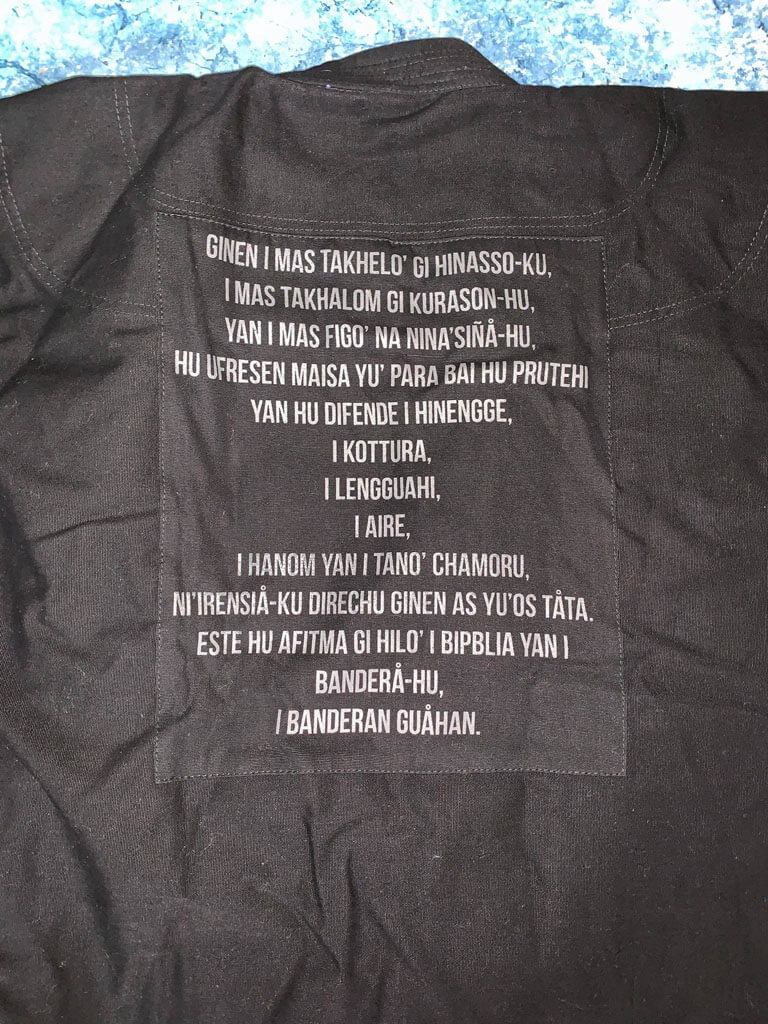 GINEN I MAS TAKHELO' GI HINASSO-KU,
I MAS TAKHALOM GI KURASON-HU,
YAN I MAS FIGO' NA NINA'SIÑÅ-HU,
HU UFRESEN MAISA YU' PARA BAI HU PRUTEHI
YAN HU DIFENDE I HINENGGE,
I KOTTURA,
I LENGGUAHI,
I AIRE,
I HANOM YAN I TANO' CHAMORU,
NI'IRENSIÅ-KU DIRECHU GINEN AS YU'OS TÅTA.
ESTE HU AFITMA GI HILO' I BIPBLIA YAN I
BANDERÅ-HU,
I BANDERAN GUÅHAN.